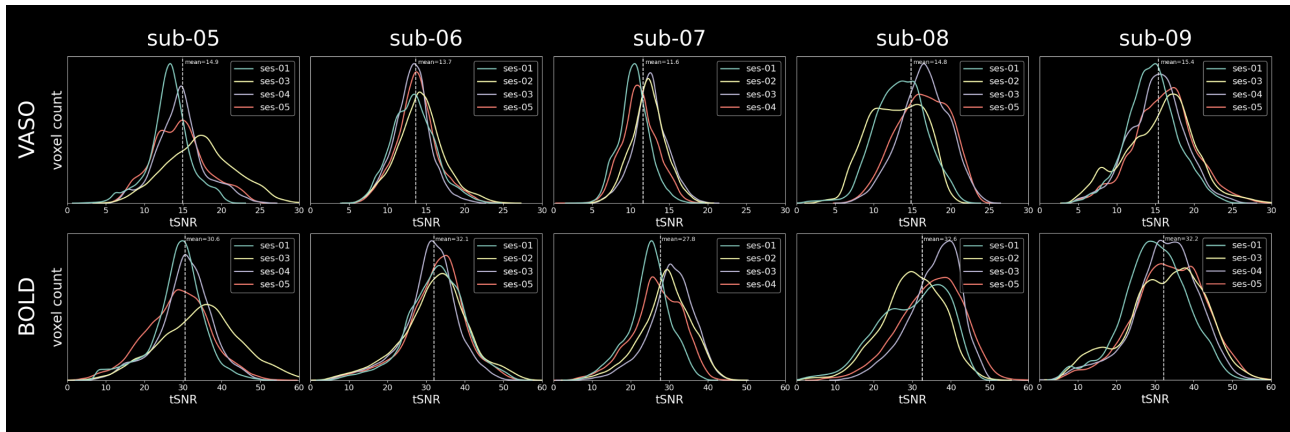 sub-05 sub-06 sub-07 sub-08 sub-09
VASO
voxel count
mean=14.9
ses-01
ses-03
ses-04
ses-05
0 5 10 15 20 25 30
tSNR
mean=13.7
ses-01
ses-02
ses-03
ses-05
0 5 10 15 20 25 30
tSNR
mean=11.6
ses-01
ses-02
ses-03
ses-04
0 5 10 15 20 25 30
tSNR
mean=14.8
ses-01
ses-02
ses-03
ses-05
0 5 10 15 20 25 30
tSNR
mean=15.4
ses-01
ses-03
ses-04
ses-05
0 5 10 15 20 25 30
tSNR
BOLD
voxel count
mean=30.6
ses-01
ses-03
ses-04
ses-05
0 10 20 30 40 50 60
tSNR
mean=32.1
ses-01
ses-02
ses-03
ses-05
0 10 20 30 40 50 60
tSNR
mean=27.8
ses-01
ses-02
ses-03
ses-04
0 10 20 30 40 50 60
tSNR
ses-01
ses-02
ses-03
ses-05
0 10 20 30 40 50 60
tSNR
mean=32.2
ses-01
ses-03
ses-04
ses-05
0 10 20 30 40 50 60
tSNR